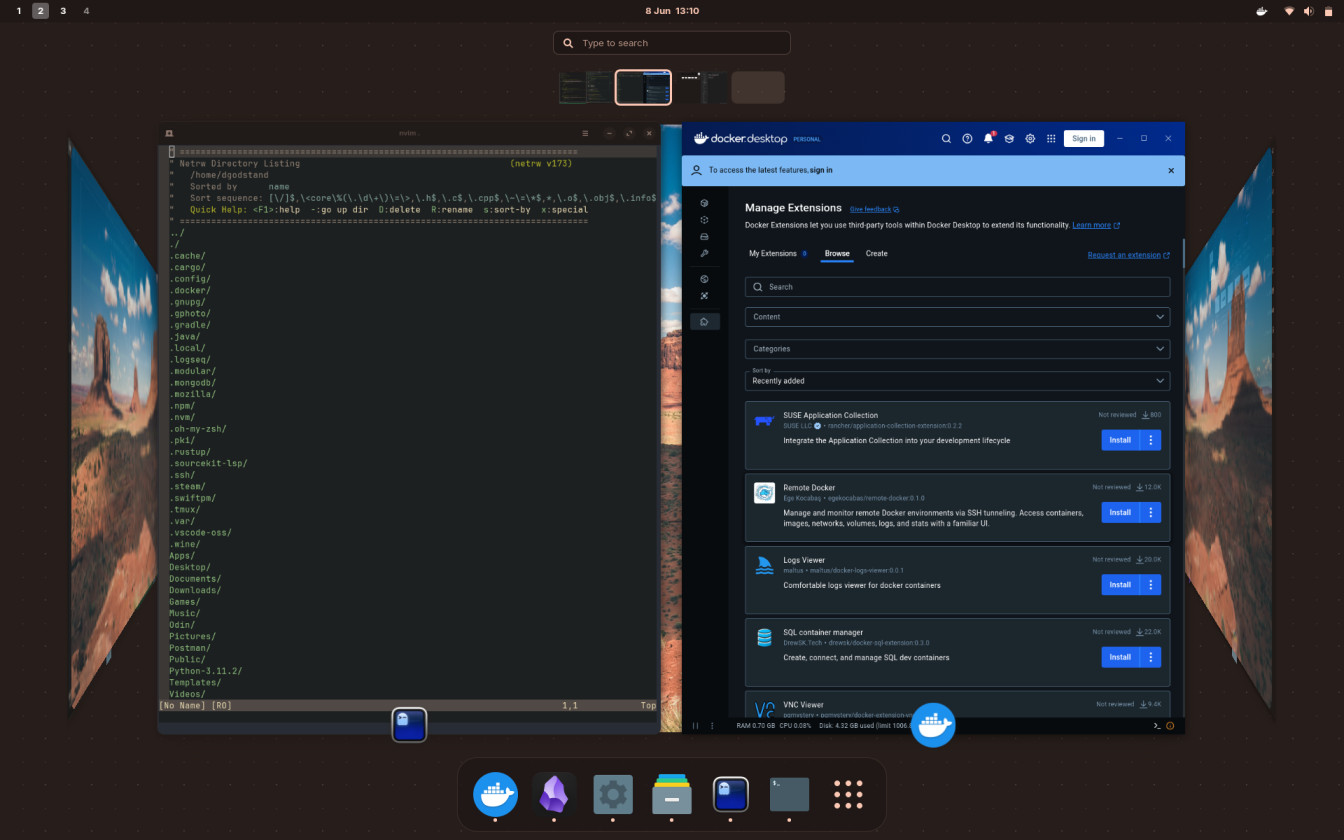 1 2 3 4
8 Jun 13:10
Type to search
Nvim .
" ============================================================================
" Netrw Directory Listing (netrw v173)
" /home/dgodstand
" Sorted by name
" Sort sequence: [\/]$,\<core\%(\.\d\+\)\=\>,\.h$,\.c$,\.cpp$,\~\=\*$,*,\.o$,\.obj$,\.info$
" Quick Help: <F1>:help -:go up dir D:delete R:rename s:sort-by x:special
" ==============================================================================
../
./
.cache/
.cargo/
.config/
.docker/
.gnupg/
.gphoto/
.gradle/
.java/
.local/
.logseq/
.modular/
.mongodb/
.mozilla/
.npm/
.nvm/
.oh-my-zsh/
.pki/
.rustup/
.sourcekit-lsp/
.ssh/
.steam/
.swiftpm/
.tmux/
.var/
.vscode-oss/
.wine/
Apps/
Desktop/
Documents/
Downloads/
Games/
Music/
Odin/
Pictures/
Postman/
Public/
Python-3.11.2/
Templates/
Videos/
[No Name] [RO] 1,1 Top
docker.desktop PERSONAL
Sign in
To access the latest features, sign in
Manage Extensions Give feedback
Docker Extensions let you use third-party tools within Docker Desktop to extend its functionality. Learn more
My Extensions 0 Browse Create Request an extension
Search
Content
Categories
Sort by
Recently added
SUSE Application Collection Not reviewed 800
SUSE LLC • rancher/application-collection-extension:0.2.2
Integrate the Application Collection into your development lifecycle
Install
Remote Docker Not reviewed 12.0K
Ege Kocabaş • egekocabas/remote-docker:0.1.0
Manage and monitor remote Docker environments via SSH tunneling. Access containers,
images, networks, volumes, logs, and stats with a familiar UI.
Install
Logs Viewer Not reviewed 20.0K
maltus • maltus/docker-logs-viewer:0.0.1
Comfortable logs viewer for docker containers
Install
SQL container manager Not reviewed 22.0K
DrewSK.Tech • drewsk/docker-sql-extension:0.3.0
Create, connect, and manage SQL dev containers
Install
VNC Viewer Not reviewed 9.4K
RAM 0.70 GB CPU 0.08% Disk: 4.32 GB used (limit 1006.